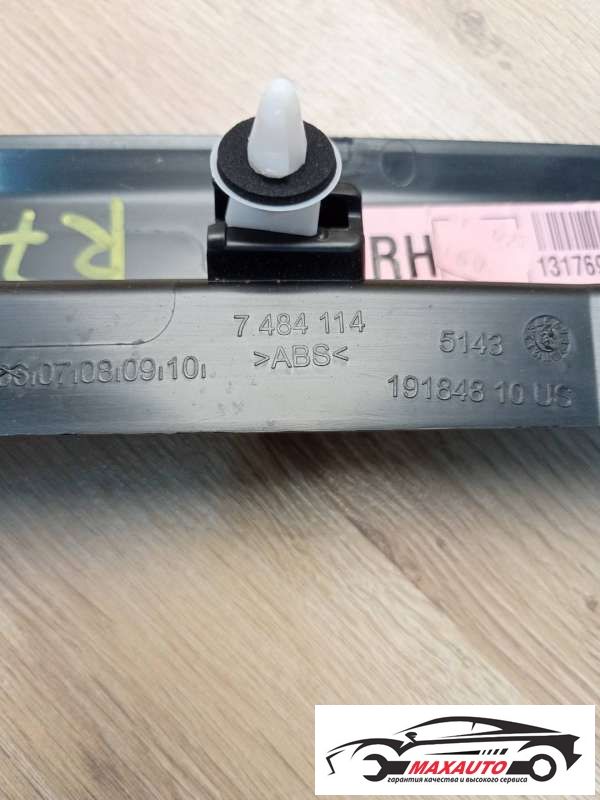 R7
RH
131769
7 484 114
>ABS<
5143
07 08 09 10
191848 10 US
MAXAUTO
гарантия качества и высокого сервиса